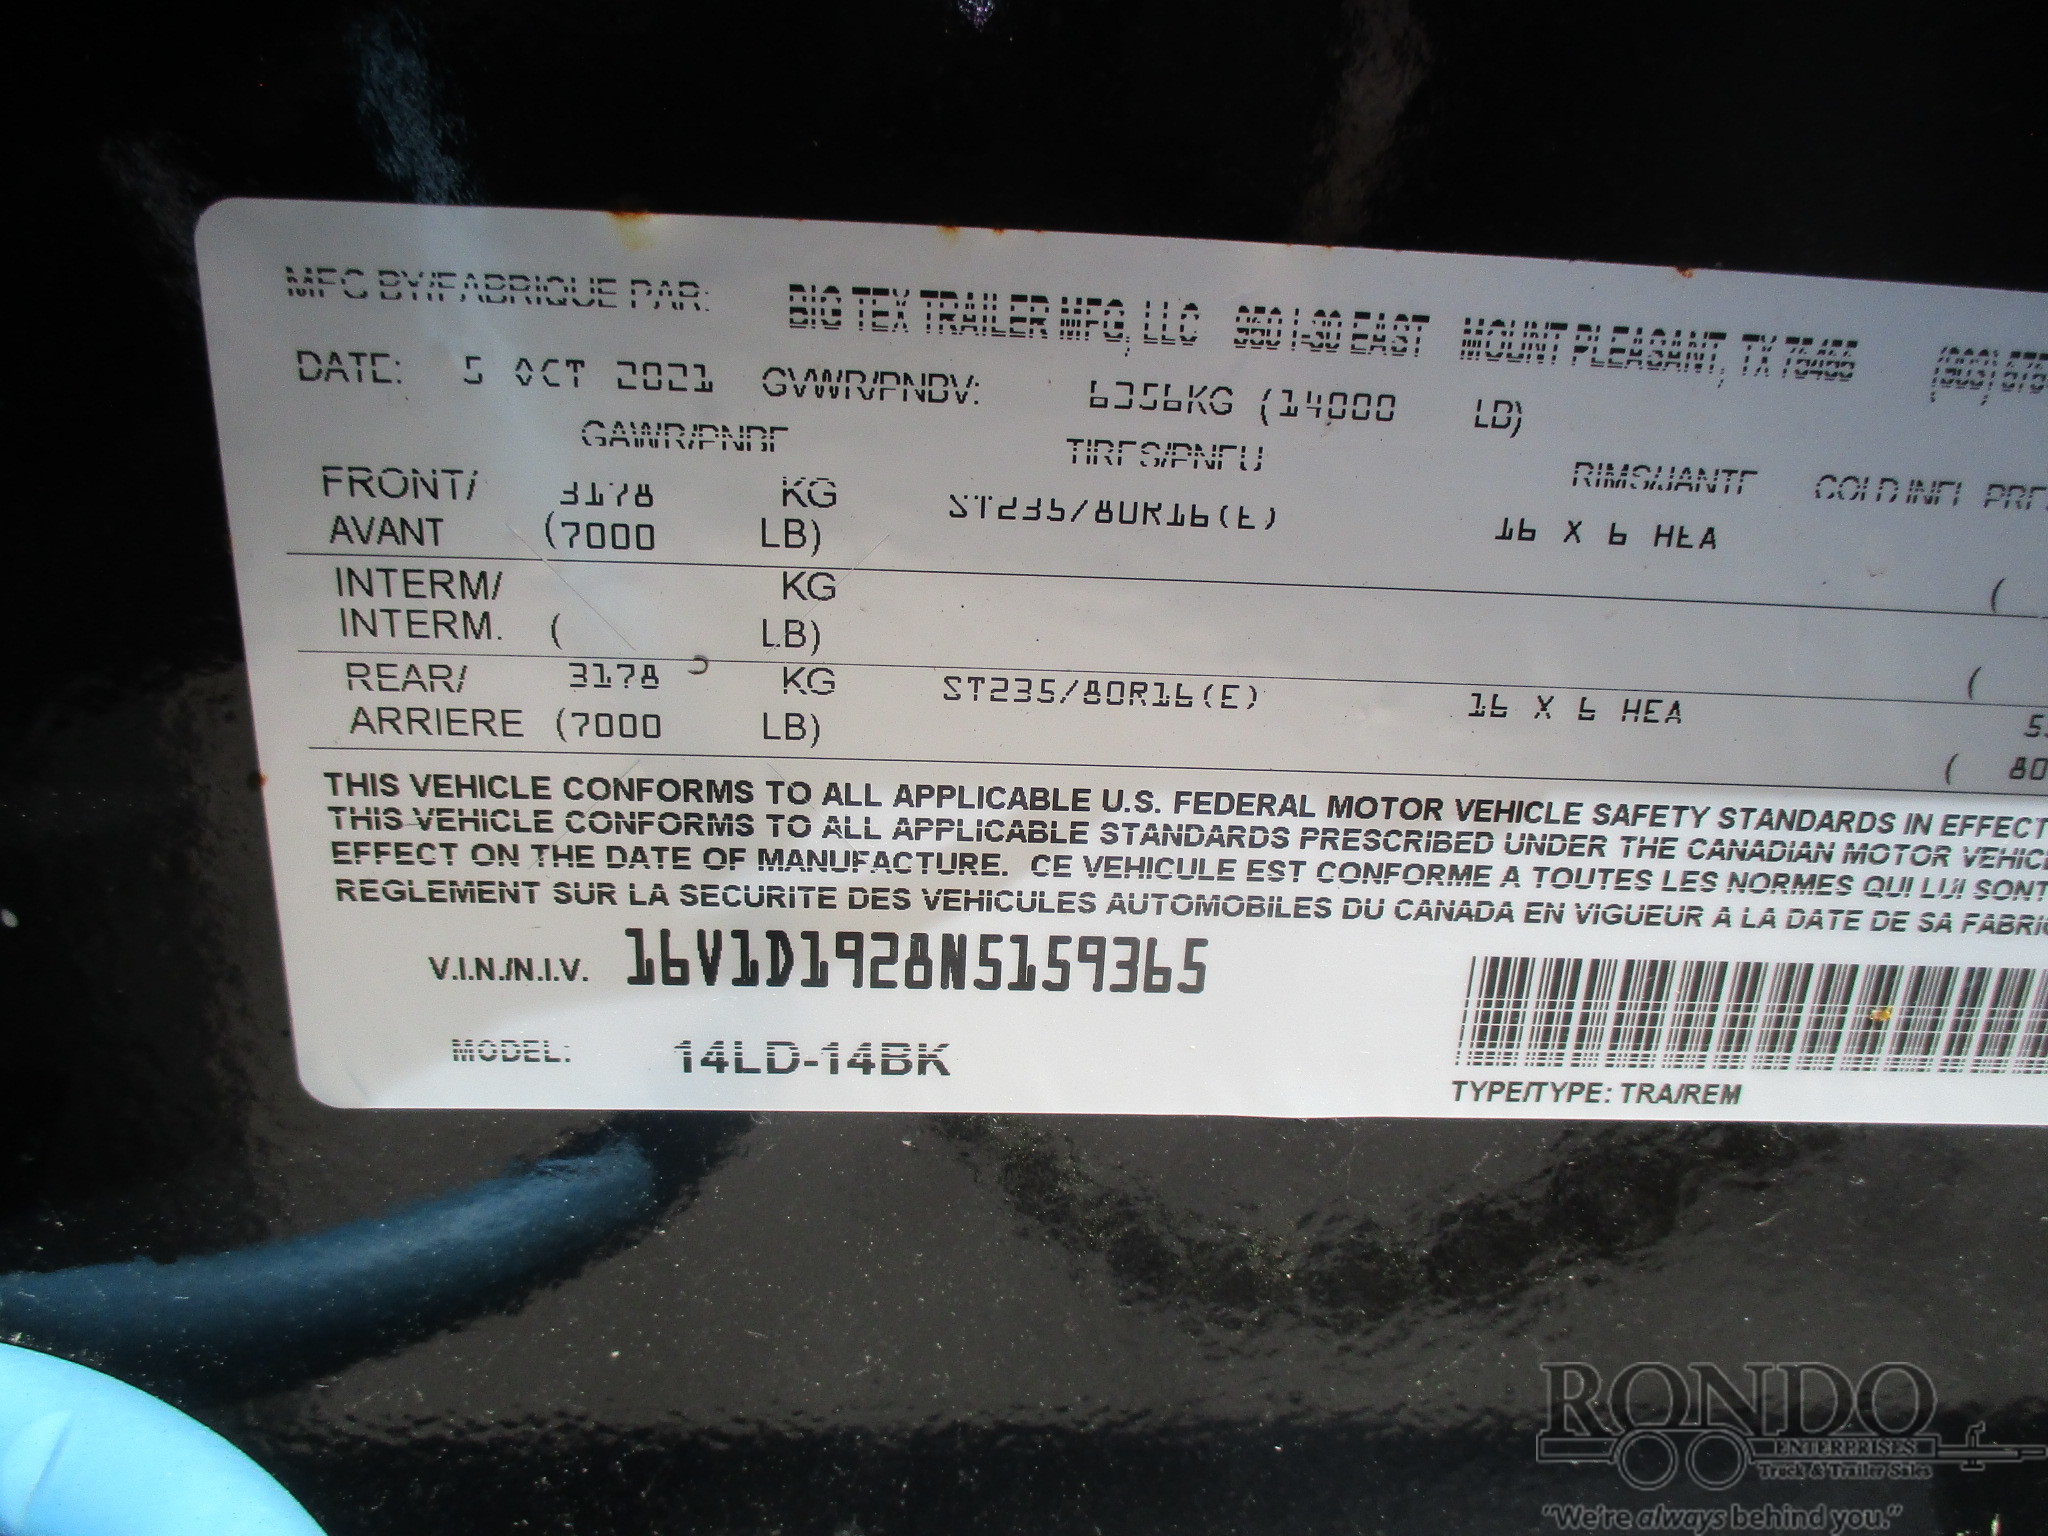 MFG BY/FABRIQUE PAR: BIG TEX TRAILER MFG, LLC 950 I-30 EAST MOUNT PLEASANT, TX 75455
DATE: 5 OCT 2021 GVWR/PNBV: 6356KG (14000 LD)
GAWR/PNBE TIRES/PNEU RIMS/JANTE COLD INFL PRES
FRONT/ 3178 KG ST235/80R16(E) 16 X 6 HEA
AVANT (7000 LB) (
INTERM/ KG
INTERM. ( LB) (
REAR/ 3178 KG ST235/80R16(E) 16 X 6 HEA
ARRIERE (7000 LB) ( 80
THIS VEHICLE CONFORMS TO ALL APPLICABLE U.S. FEDERAL MOTOR VEHICLE SAFETY STANDARDS IN EFFECT
THIS VEHICLE CONFORMS TO ALL APPLICABLE STANDARDS PRESCRIBED UNDER THE CANADIAN MOTOR VEHIC
EFFECT ON THE DATE OF MANUFACTURE. CE VEHICULE EST CONFORME A TOUTES LES NORMES QUI LUI SONT
REGLEMENT SUR LA SECURITE DES VEHICULES AUTOMOBILES DU CANADA EN VIGUEUR A LA DATE DE SA FABRI
V.I.N./N.I.V. 16V1D1928N5159365
MODEL: 14LD-14BK
TYPE/TYPE: TRA/REM
RONDO
ENTERPRISES
Truck & Trailer Sales
"We're always behind you."